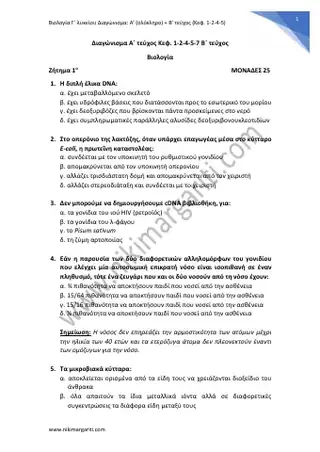 Βιολογία Γ΄ λυκείου Διαγώνισμα: Α΄ (ολόκληρο) + Β΄ τεύχος (Κεφ. 1-2-4-5)
1
Διαγώνισμα Α΄ τεύχος Κεφ. 1-2-4-5-7 Β΄ τεύχος
Βιολογία
Ζήτημα 1ο ΜΟΝΑΔΕΣ 25
1. Η διπλή έλικα DNA:
α. έχει μεταβαλλόμενο σκελετό
β. έχει υδρόφιλες βάσεις που διατάσσονται προς το εσωτερικό του μορίου
γ. έχει δεοξυριβόζες που βρίσκονται πάντα προσκείμενες στο νερό
δ. έχει συμπληρωματικές παράλληλες αλυσίδες δεοξυριβονουκλεοτιδίων
2. Στο οπερόνιο της λακτόζης, όταν υπάρχει επαγωγέας μέσα στο κύτταρο
E·coli, η πρωτεΐνη καταστολέας:
α. συνδέεται με τον υποκινητή του ρυθμιστικού γονιδίου
β. απομακρύνεται από τον υποκινητή του οπερονίου
γ. αλλάζει τρισδιάστατη δομή και απομακρύνεται από τον χειριστή
δ. αλλάζει στερεοδιάταξη και συνδέεται με το χειριστή
3. Δεν μπορούμε να δημιουργήσουμε cDNA βιβλιοθήκη, για:
α. τα γονίδια του ιού HIV (ρετροϊός)
β. τα γονίδια του λ-φάγου
γ. το Pisum sativum
δ. τη ζύμη αρτοποιίας
4. Εάν η παρουσία των δύο διαφορετικών αλληλομόρφων του γονιδίου
που ελέγχει μία αυτοσωμική επικρατή νόσο είναι ισοπιθανή σε έναν
πληθυσμό, τότε ένα ζευγάρι που και οι δύο νοσούν από τη νόσο έχουν:
α. ¾ πιθανότητα να αποκτήσουν παιδί που νοσεί από την ασθένεια
β. 15/64 πιθανότητα να αποκτήσουν παιδί που νοσεί από την ασθένεια
γ. 15/16 πιθανότητα να αποκτήσουν παιδί που νοσεί από την ασθένεια
δ. πιθανότητα να αποκτήσουν παιδί που νοσεί από την ασθένεια
Σημείωση: Η νόσος δεν επηρεάζει την αρμοστικότητα των ατόμων μέχρι
την ηλικία των 40 ετών και τα ετερόζυγα άτομα δεν πλεονεκτούν έναντι
των ομόζυγων για την νόσο.
5. Τα μικροβιακά κύτταρα:
α. αποκλείεται ορισμένα από τα είδη τους να χρειάζονται διοξείδιο του
άνθρακα
β. όλα απαιτούν τα ίδια μεταλλικά ιόντα αλλά σε διαφορετικές
συγκεντρώσεις τα διάφορα είδη μεταξύ τους
www.nikimargariti.com
www.nikimargariti.com